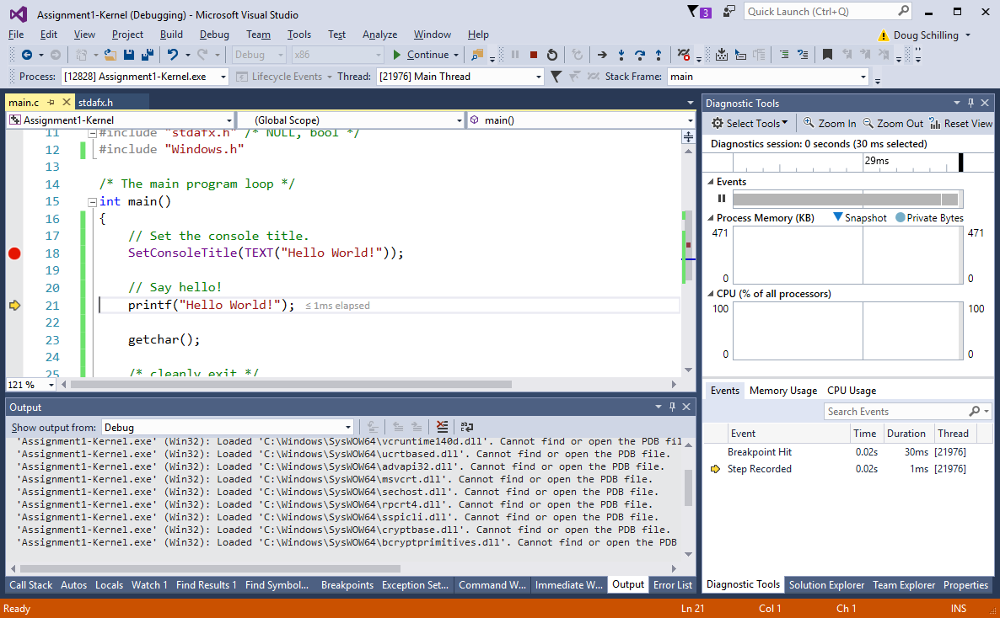 Assignment1-Kernel (Debugging) - Microsoft Visual Studio
3
Quick Launch (Ctrl+Q)
File Edit View Project Build Debug Team Tools Test Analyze Window Help
Doug Schilling
Debug x86 Continue
Process: [12828] Assignment1-Kernel.exe Lifecycle Events Thread: [21976] Main Thread Stack Frame: main
main.c stdafx.h
Assignment1-Kernel (Global Scope) main()
11 #include "stdafx.h" /* NULL, bool */
12 #include "Windows.h"
13
14 /* The main program loop */
15 int main()
16 {
17 // Set the console title.
18 SetConsoleTitle(TEXT("Hello World!"));
19
20 // Say hello!
21 printf("Hello World!"); ≤ 1ms elapsed
22
23 getchar();
24
25 /* cleanly exit */
121 %
Output
Show output from: Debug
'Assignment1-Kernel.exe' (Win32): Loaded 'C:\Windows\SysWOW64\vcruntime140d.dll'. Cannot find or open the PDB fil
'Assignment1-Kernel.exe' (Win32): Loaded 'C:\Windows\SysWOW64\ucrtbased.dll'. Cannot find or open the PDB file.
'Assignment1-Kernel.exe' (Win32): Loaded 'C:\Windows\SysWOW64\advapi32.dll'. Cannot find or open the PDB file.
'Assignment1-Kernel.exe' (Win32): Loaded 'C:\Windows\SysWOW64\msvcrt.dll'. Cannot find or open the PDB file.
'Assignment1-Kernel.exe' (Win32): Loaded 'C:\Windows\SysWOW64\sechost.dll'. Cannot find or open the PDB file.
'Assignment1-Kernel.exe' (Win32): Loaded 'C:\Windows\SysWOW64\rpcrt4.dll'. Cannot find or open the PDB file.
'Assignment1-Kernel.exe' (Win32): Loaded 'C:\Windows\SysWOW64\sspicli.dll'. Cannot find or open the PDB file.
'Assignment1-Kernel.exe' (Win32): Loaded 'C:\Windows\SysWOW64\cryptbase.dll'. Cannot find or open the PDB file.
'Assignment1-Kernel.exe' (Win32): Loaded 'C:\Windows\SysWOW64\bcryptprimitives.dll'. Cannot find or open the PDB
Call Stack Autos Locals Watch 1 Find Results 1 Find Symbol... Breakpoints Exception Set... Command W... Immediate W... Output Error List
Diagnostic Tools
Select Tools Zoom In Zoom Out Reset View
Diagnostics session: 0 seconds (30 ms selected)
29ms
Events
Process Memory (KB) Snapshot Private Bytes
471 471
0 0
CPU (% of all processors)
100 100
0 0
Events Memory Usage CPU Usage
Search Events
Event Time Duration Thread
Breakpoint Hit 0.02s 30ms [21976]
Step Recorded 0.02s 1ms [21976]
Diagnostic Tools Solution Explorer Team Explorer Properties
Ready Ln 21 Col 1 Ch 1 INS